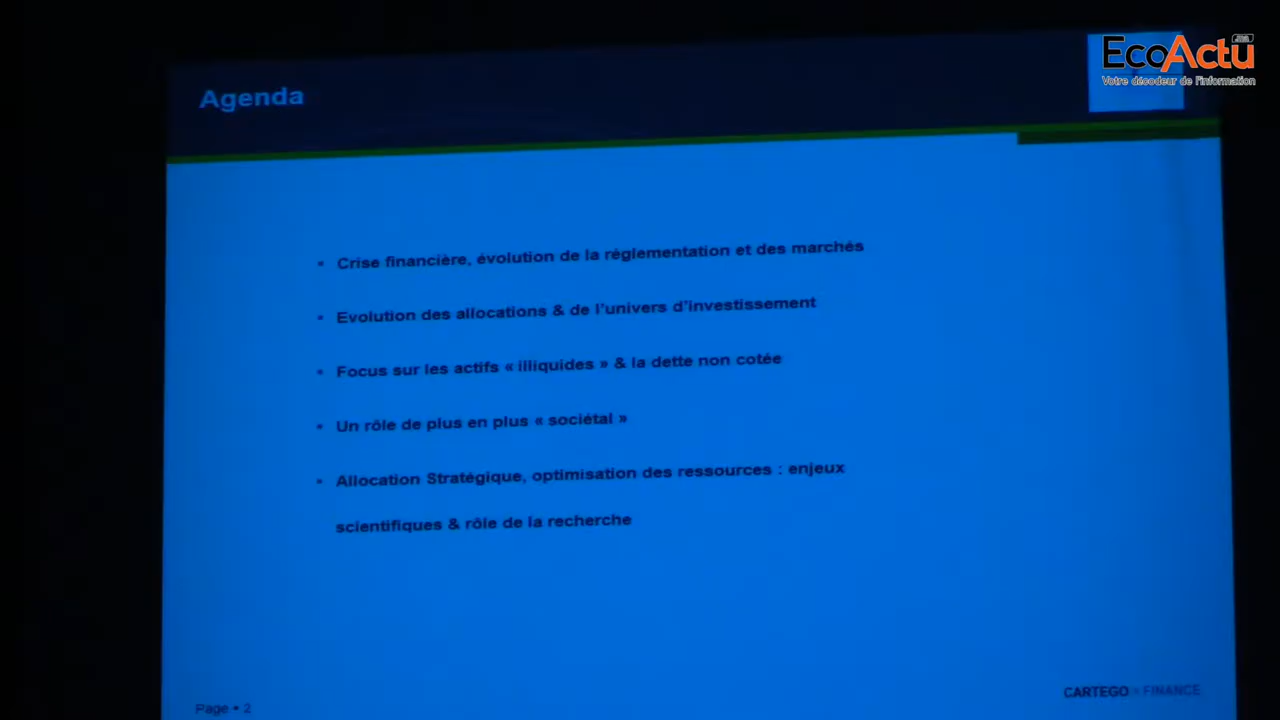 EcoActu
Votre décodeur de l'information
Agenda
• Crise financière, évolution de la réglementation et des marchés
• Evolution des allocations & de l'univers d'investissement
• Focus sur les actifs « illiquides » & la dette non cotée
• Un rôle de plus en plus « sociétal »
• Allocation Stratégique, optimisation des ressources : enjeux
scientifiques & rôle de la recherche
CARTEGO • FINANCE
Page • 2